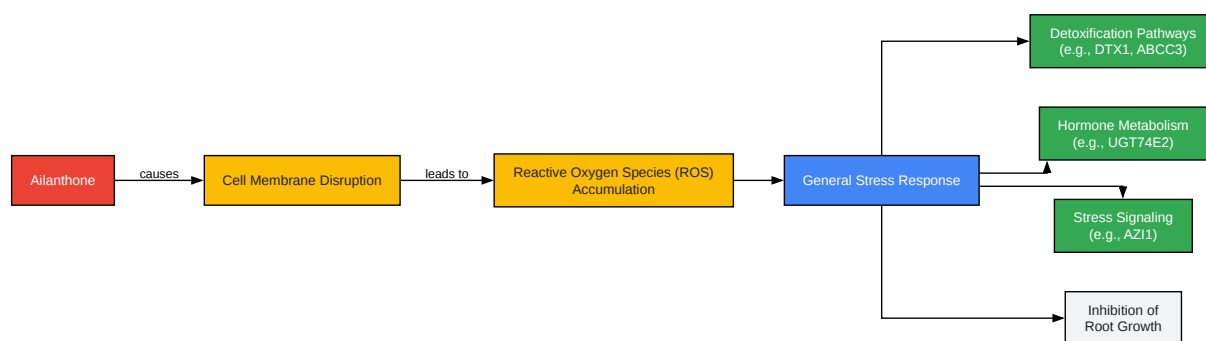 Detoxification Pathways
(e.g., DTX1, ABCC3)
Hormone Metabolism
(e.g., UGT74E2)
Ailanthone
causes
Cell Membrane Disruption
leads to
Reactive Oxygen Species (ROS)
Accumulation
General Stress Response
Stress Signaling
(e.g., AZI1)
Inhibition of
Root Growth